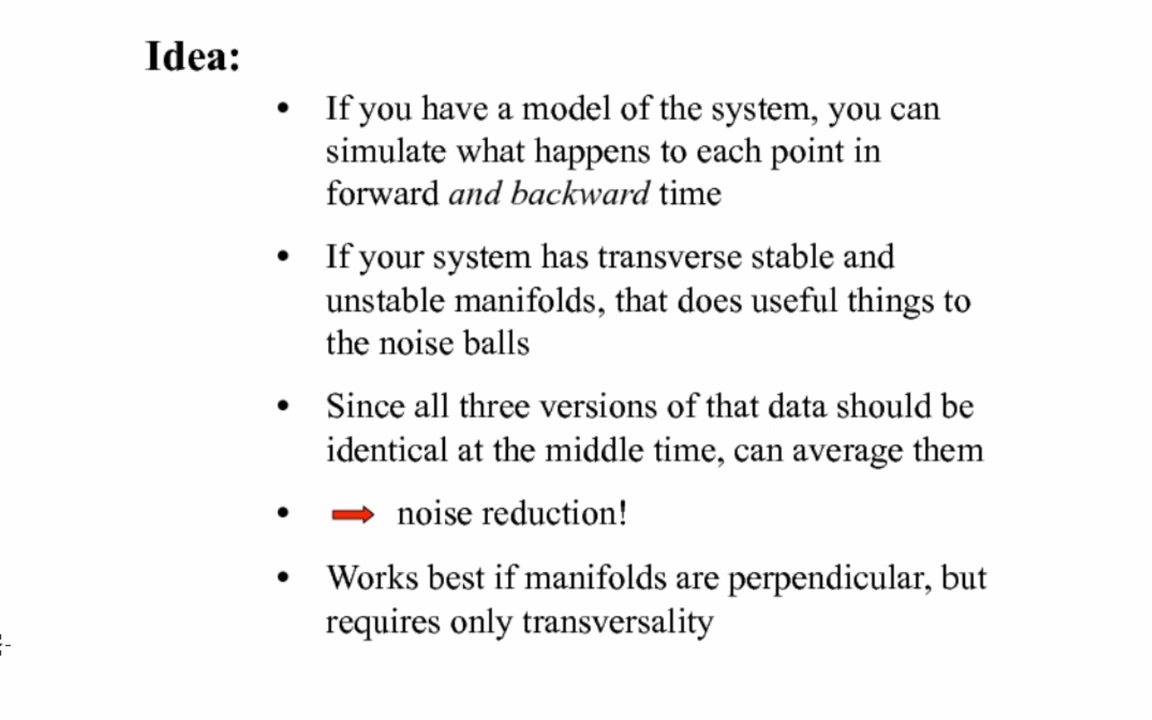 Idea:
• If you have a model of the system, you can
simulate what happens to each point in
forward and backward time
• If your system has transverse stable and
unstable manifolds, that does useful things to
the noise balls
• Since all three versions of that data should be
identical at the middle time, can average them
• noise reduction!
• Works best if manifolds are perpendicular, but
requires only transversality